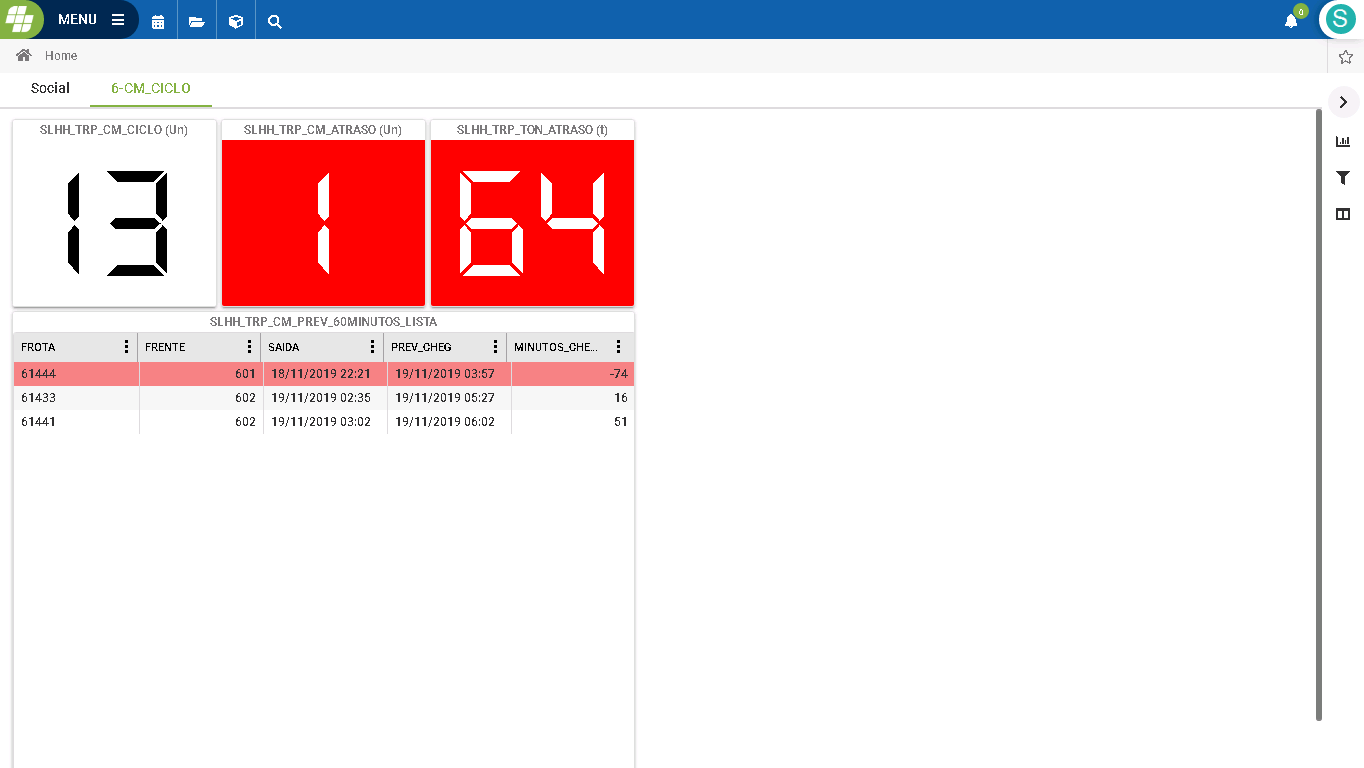 MENU
0
S
Home
Social 6-CM_CICLO
SLHH_TRP_CM_CICLO (Un) SLHH_TRP_CM_ATRASO (Un) SLHH_TRP_TON_ATRASO (t)
13 1 64
SLHH_TRP_CM_PREV_60MINUTOS_LISTA
FROTA FRENTE SAIDA PREV_CHEG MINUTOS_CHE...
61444 601 18/11/2019 22:21 19/11/2019 03:57 -74
61433 602 19/11/2019 02:35 19/11/2019 05:27 16
61441 602 19/11/2019 03:02 19/11/2019 06:02 51